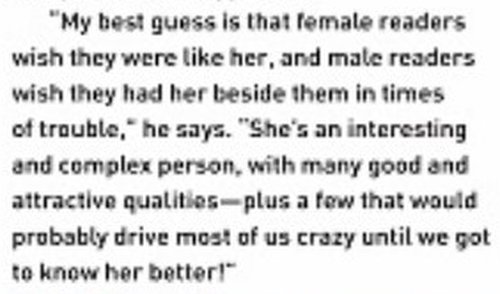 "My best guess is that female readers
wish they were like her, and male readers
wish they had her beside them in times
of trouble," he says. "She's an interesting
and complex person, with many good and
attractive qualities—plus a few that would
probably drive most of us crazy until we got
to know her better!"